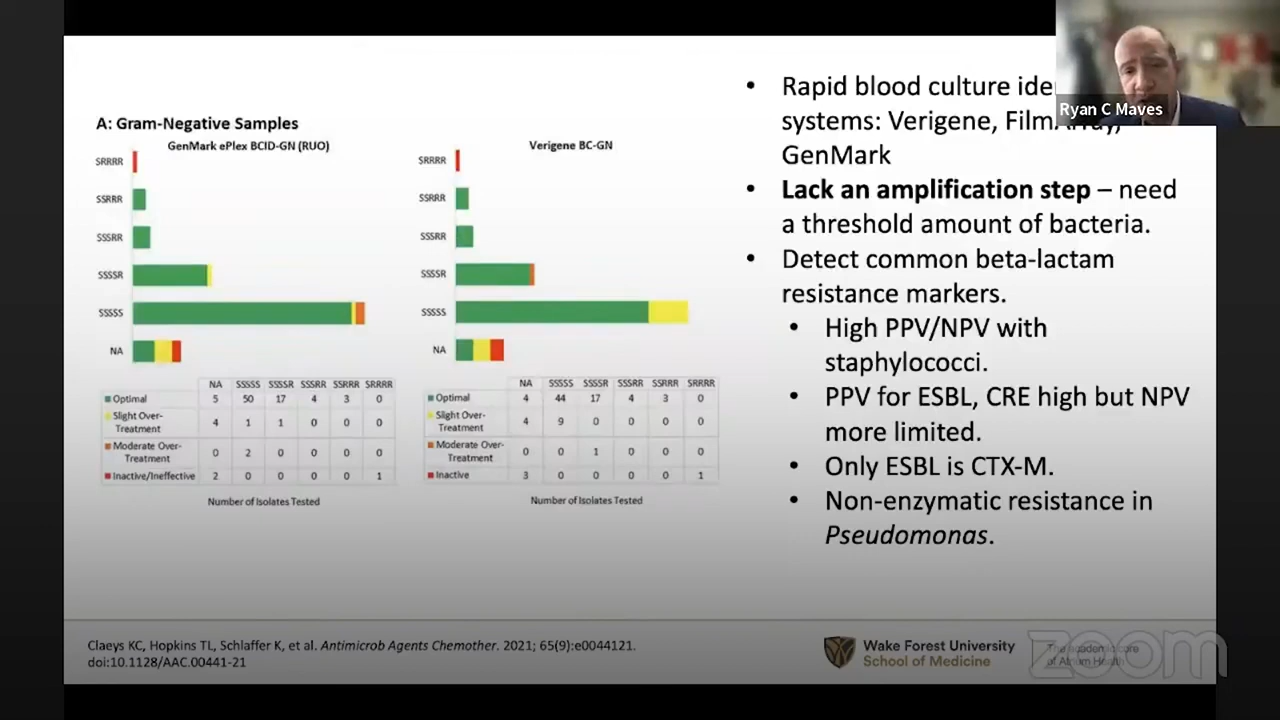 A: Gram-Negative Samples
GenMark ePlex BCID-GN (RUO)
SRRRR
SSRRR
SSSRR
SSSSR
SSSSS
NA
NA SSSSS SSSSR SSSRR SSRRR SRRRR
Optimal 5 50 17 4 3 0
Slight Over-
Treatment 4 1 1 0 0 0
Moderate Over-
Treatment 0 2 0 0 0 0
Inactive/Ineffective 2 0 0 0 0 1
Number of Isolates Tested
Verigene BC-GN
SRRRR
SSRRR
SSSRR
SSSSR
SSSSS
NA
NA SSSSS SSSSR SSSRR SSRRR SRRRR
Optimal 4 44 17 4 3 0
Slight Over-
Treatment 4 9 0 0 0 0
Moderate Over-
Treatment 0 0 1 0 0 0
Inactive 3 0 0 0 0 1
Number of Isolates Tested
• Rapid blood culture
systems: Verigene, FilmArray,
GenMark
• Lack an amplification step – need
a threshold amount of bacteria.
• Detect common beta-lactam
resistance markers.
• High PPV/NPV with
staphylococci.
• PPV for ESBL, CRE high but NPV
more limited.
• Only ESBL is CTX-M.
• Non-enzymatic resistance in
Pseudomonas.
Ryan C Maves
Claeys KC, Hopkins TL, Schlaffer K, et al. Antimicrob Agents Chemother. 2021; 65(9):e0044121.
doi:10.1128/AAC.00441-21
Wake Forest University
School of Medicine
The academic core
of Atrium Health
zoom